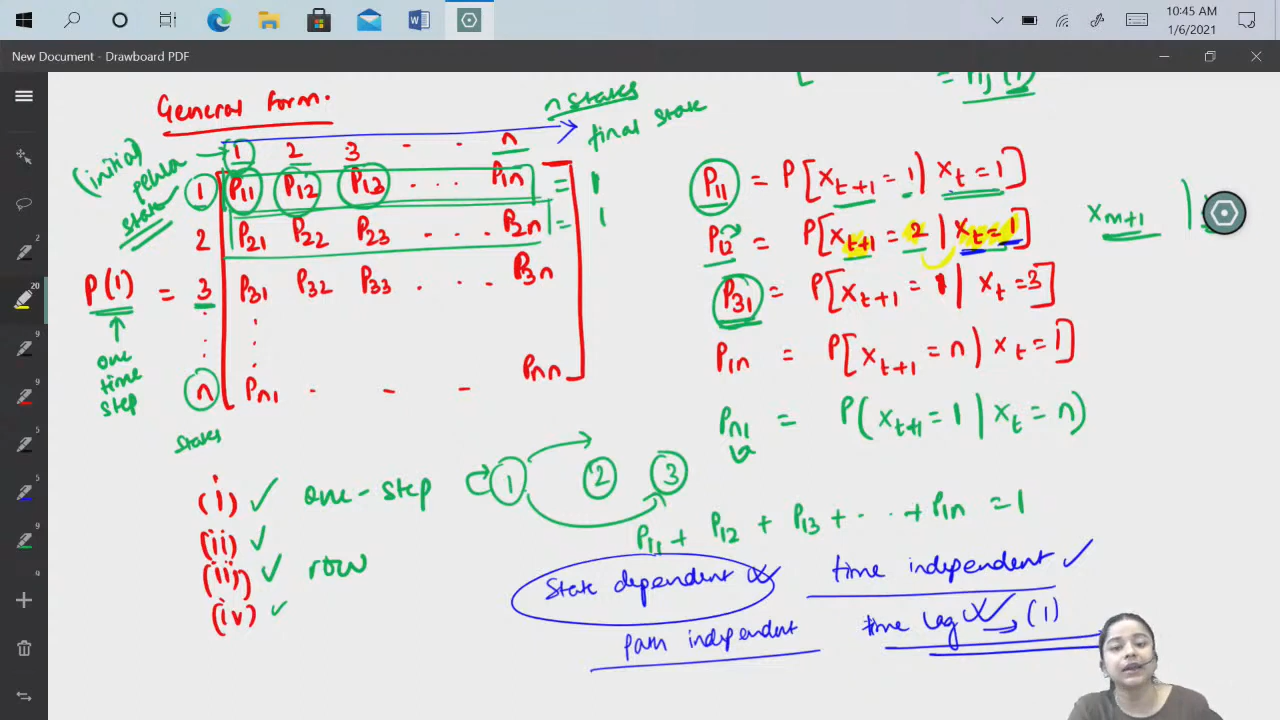 10:45 AM
1/6/2021
New Document - Drawboard PDF
General Form.
n states
final state
(initial)
pehla
state
1 2 3 . . n
1 P11 P12 P13 . . . P1n = 1
2 P21 P22 P23 . . . P2n = 1
P(1) = 3 P31 P32 P33 . . . P3n
n Pn1 . - - Pnn
one
time
step
states
P11 = P[Xt+1 = 1 | Xt = 1]
P12 = P[Xt+1 = 2 | Xt = 1]
Xm+1 |
P31 = P[Xt+1 = 1 | Xt = 3]
P1n = P[Xt+1 = n | Xt = 1]
Pn1 = P(Xt+1 = 1 | Xt = n)
(i) ✓ one-step
(ii) ✓
(ii) ✓ row
(iv) ✓
1 2 3
P11 + P12 + P13 + . . . + P1n = 1
state dependent
time independent ✓
path independent
time lag → (1)